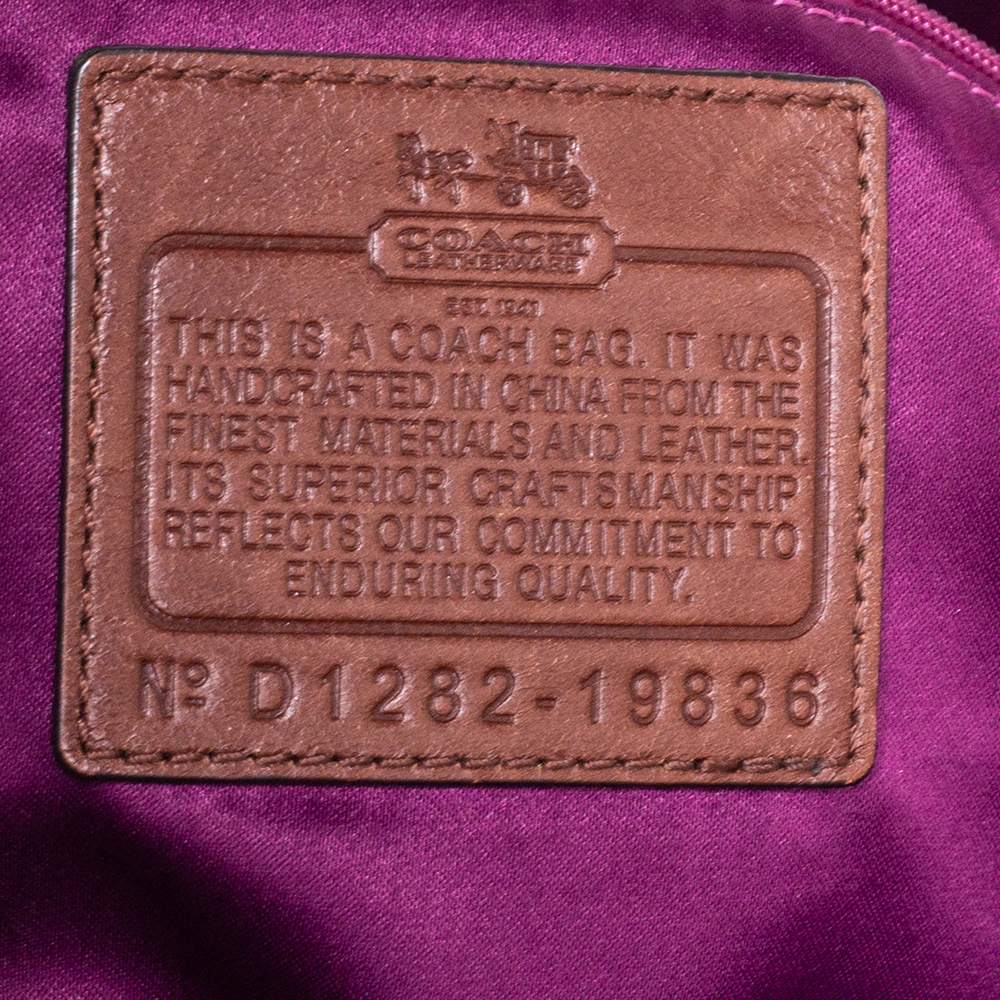 COACH
LEATHERWARE
EST. 1941
THIS IS A COACH BAG. IT WAS
HANDCRAFTED IN CHINA FROM THE
FINEST MATERIALS AND LEATHER.
ITS SUPERIOR CRAFTSMANSHIP
REFLECTS OUR COMMITMENT TO
ENDURING QUALITY.
Nº D1282-19836